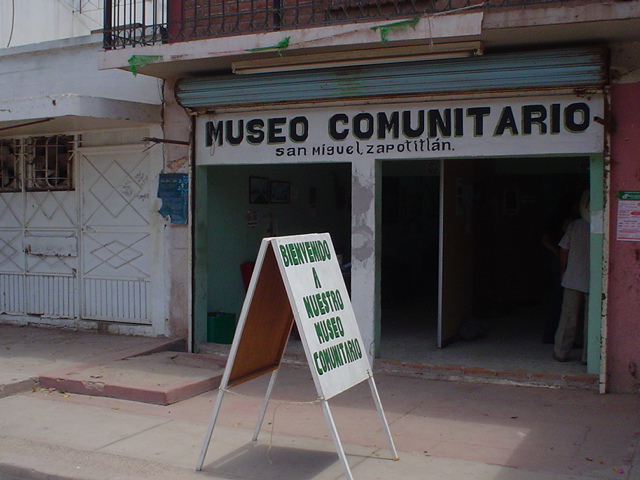 MUSEO COMUNITARIO
SAN MIGUEL, ZAPOTITLÁN.
BIENVENIDO
A
NUESTRO
MUSEO
COMUNITARIO